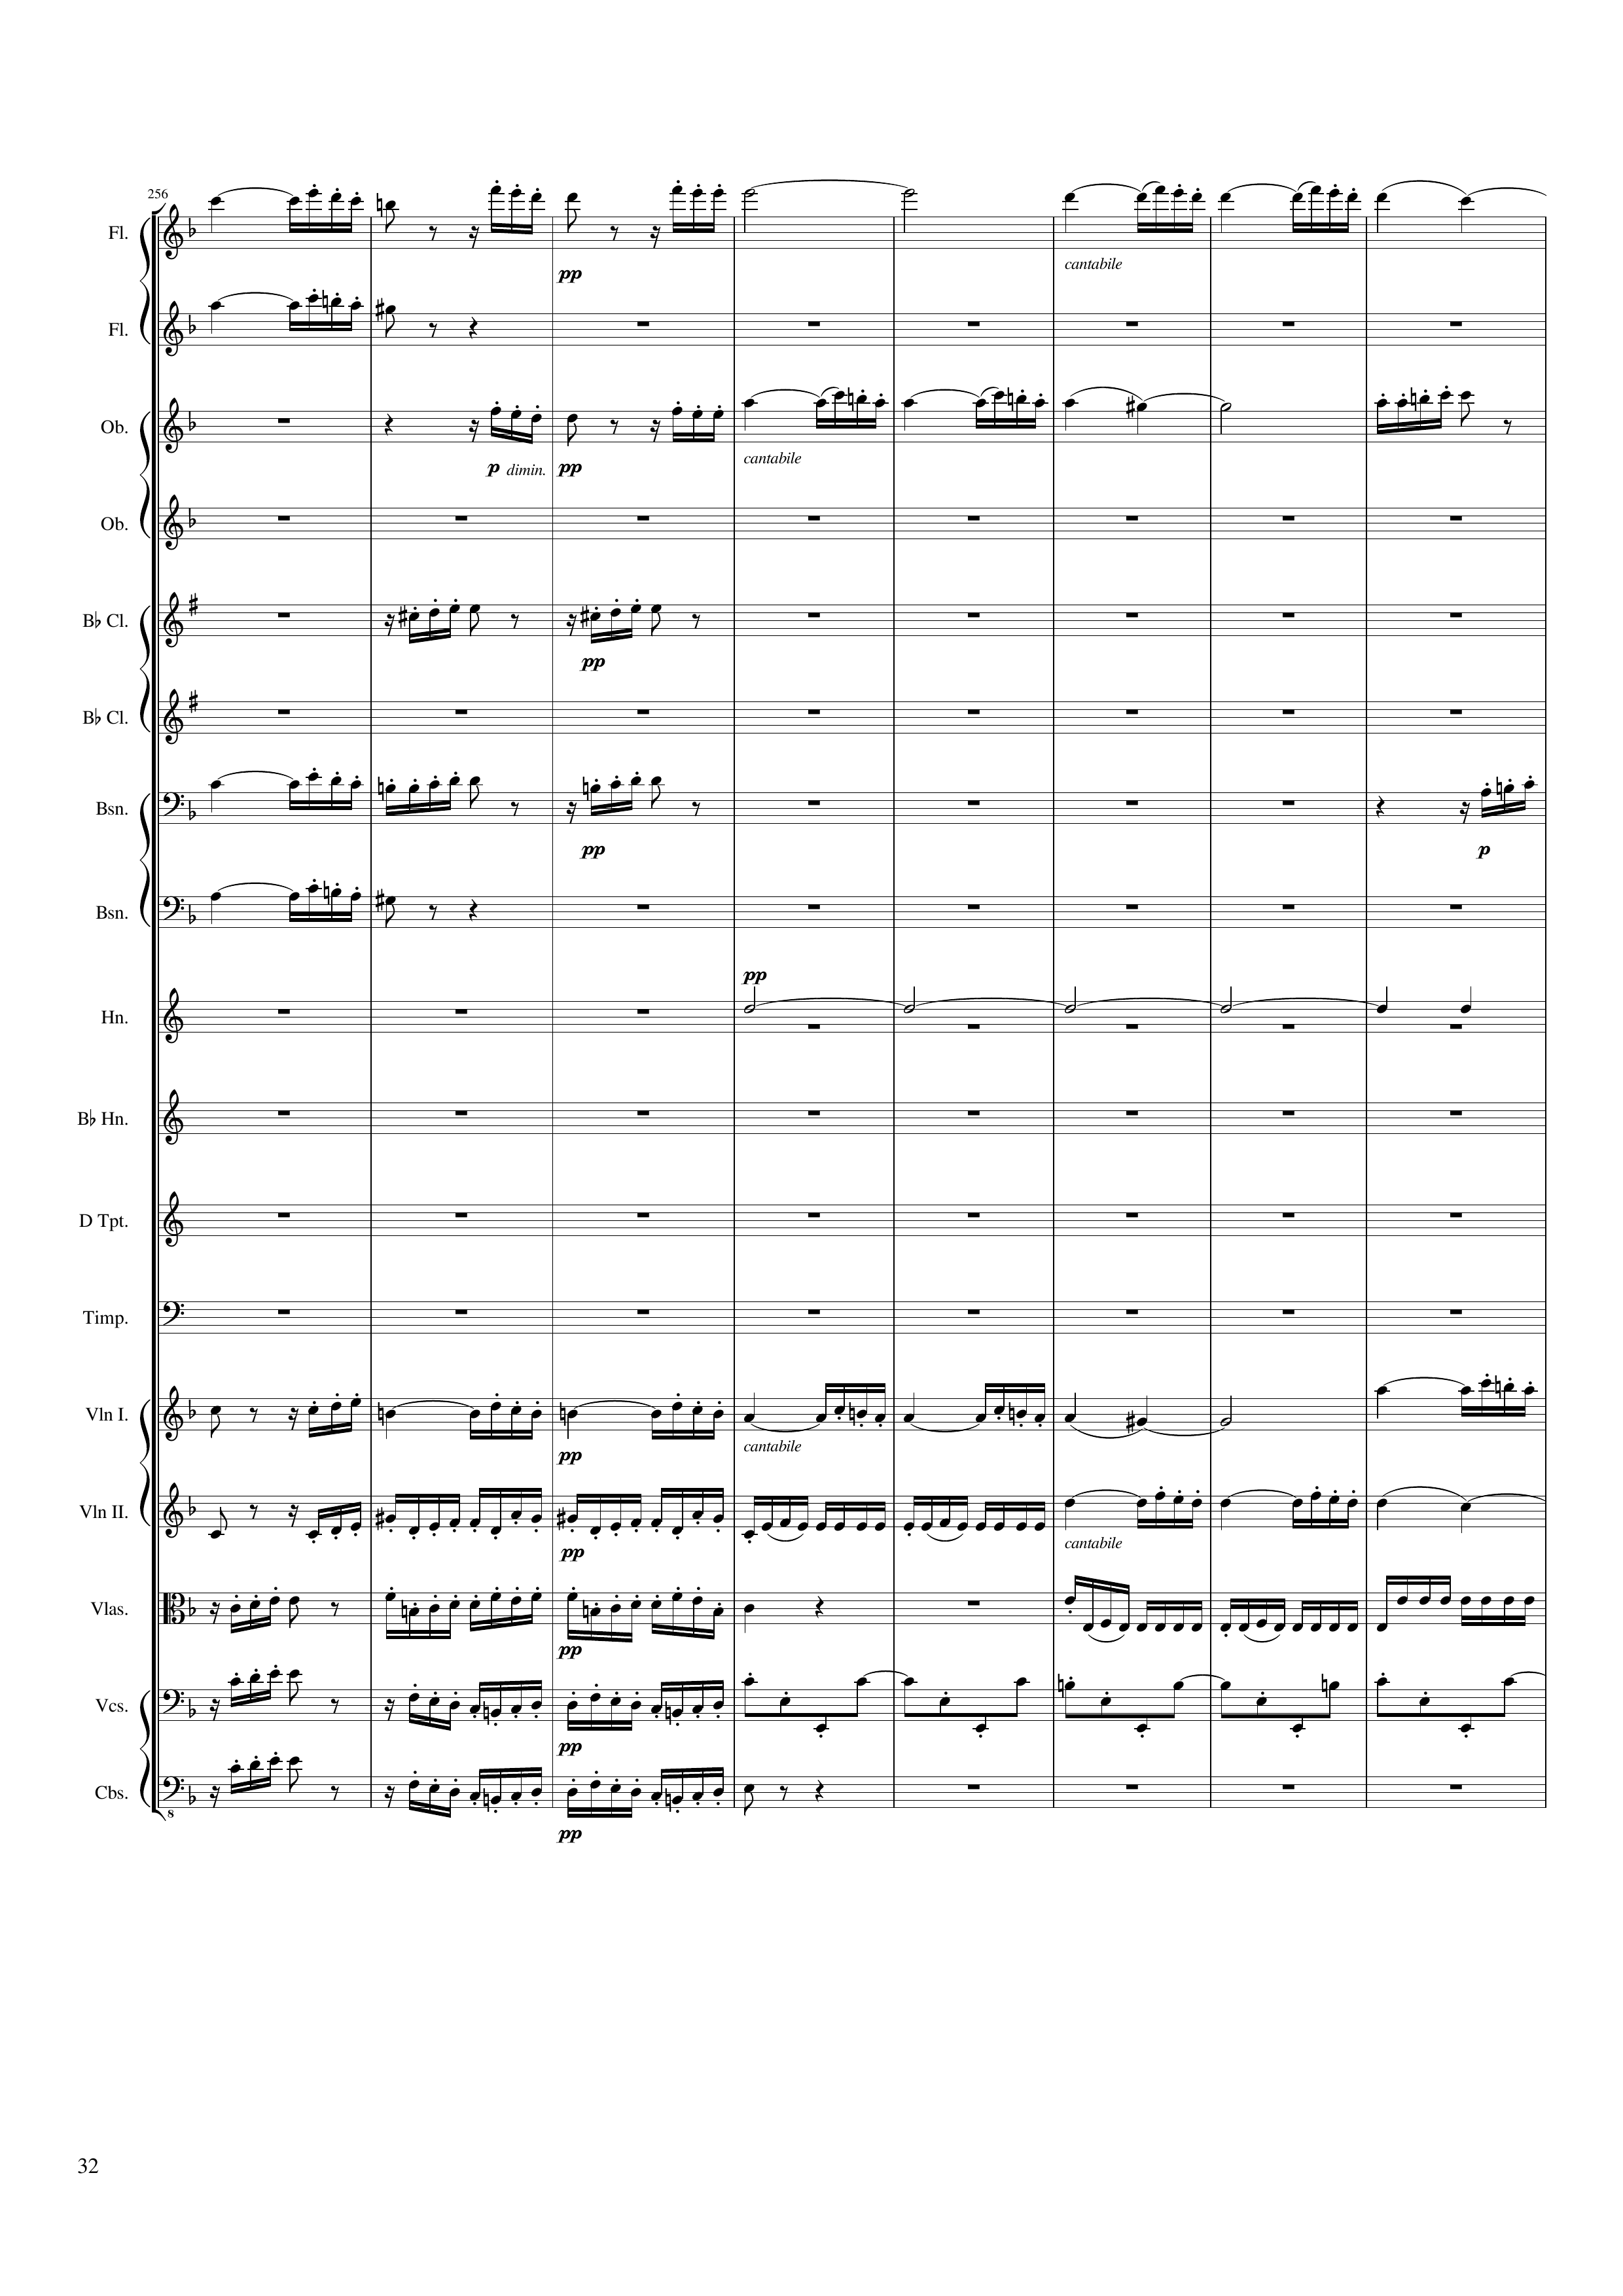 256
Fl.
pp
cantabile
Fl.
Ob.
p dimin. pp
cantabile
Ob.
B♭ Cl.
pp
B♭ Cl.
Bsn.
pp
p
Bsn.
pp
Hn.
B♭ Hn.
D Tpt.
Timp.
Vln I.
pp
cantabile
Vln II.
pp
cantabile
Vlas.
pp
Vcs.
pp
Cbs.
8
pp
32